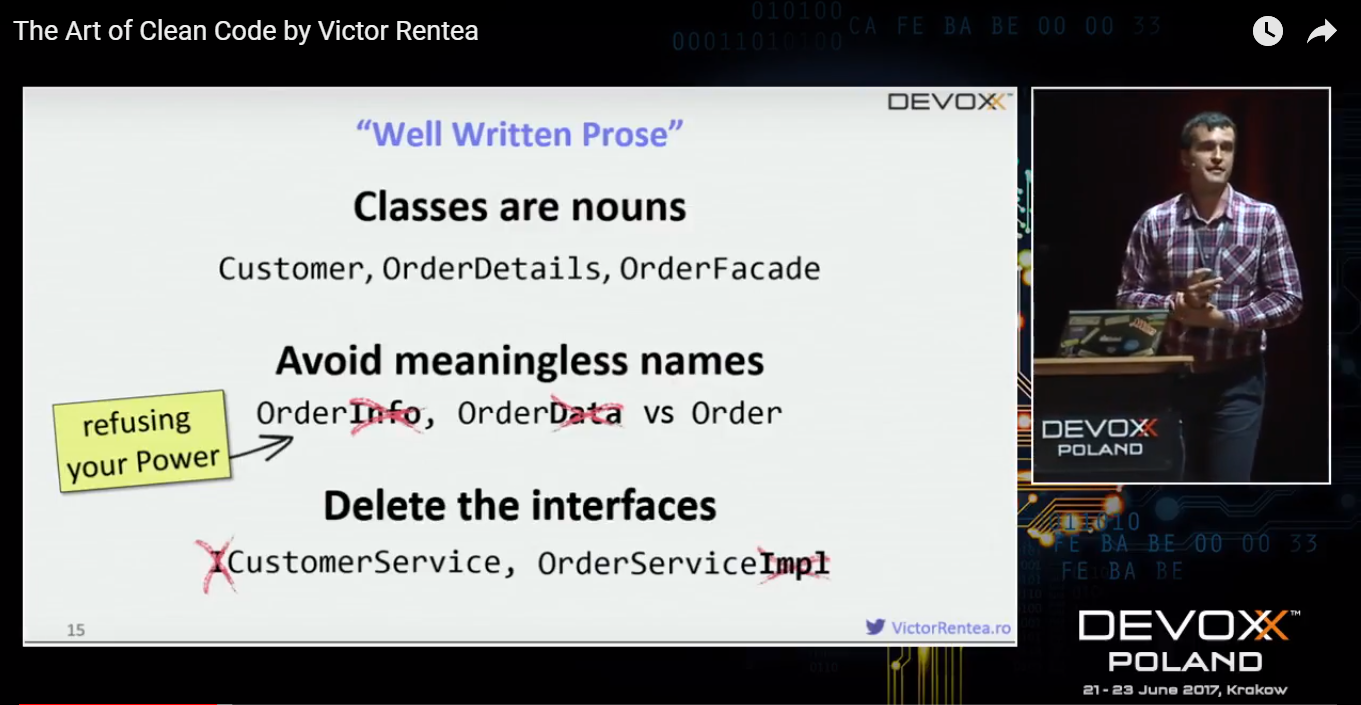 The Art of Clean Code by Victor Rentea
010100
00011010100
CA FE BA BE 00 00 33
DEVOXX™
“Well Written Prose”
Classes are nouns
Customer, OrderDetails, OrderFacade
Avoid meaningless names
OrderInfo, OrderData vs Order
refusing
your Power
Delete the interfaces
ICustomerService, OrderServiceImpl
15
VictorRentea.ro
DEVOXX
POLAND
FE BA BE 00 00 33
FE BA BE
DEVOXX™
POLAND
21-23 June 2017, Krakow